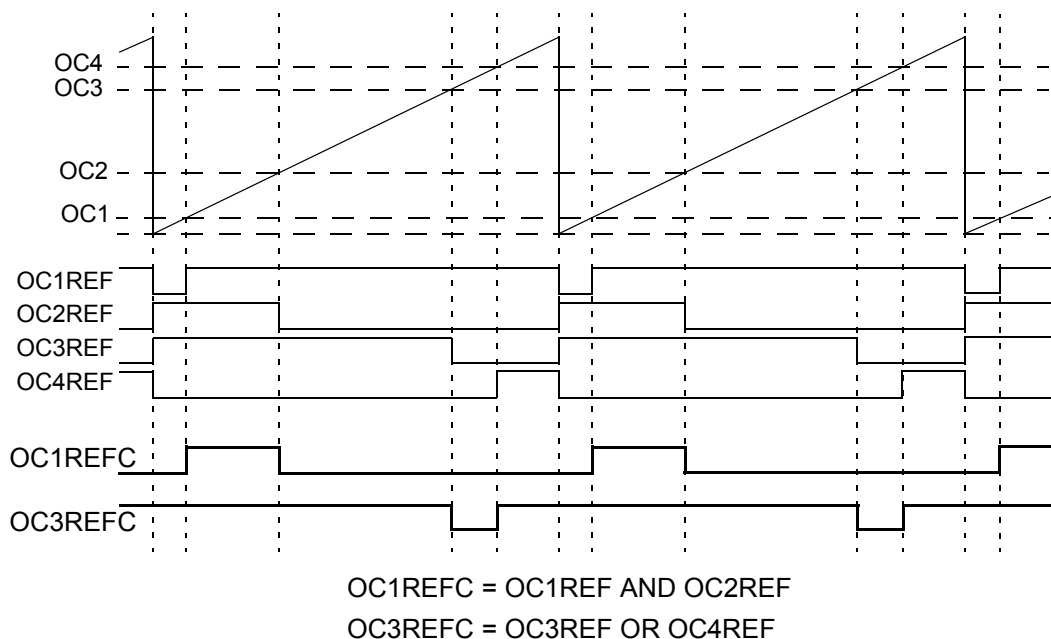 OC4
OC3
OC2
OC1
OC1REF
OC2REF
OC3REF
OC4REF
OC1REFC
OC3REFC
OC1REFC = OC1REF AND OC2REF
OC3REFC = OC3REF OR OC4REF